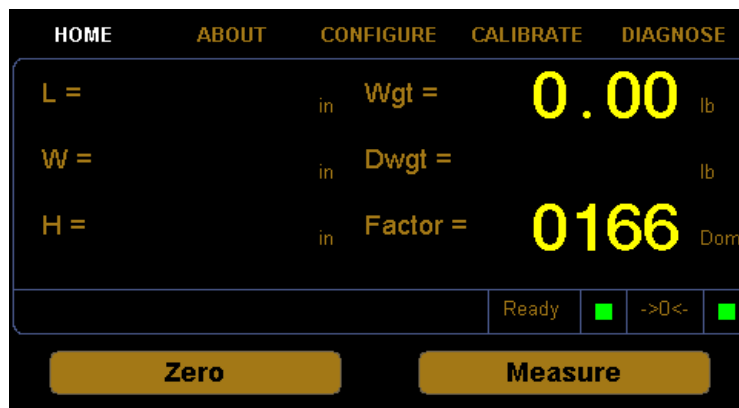 HOME ABOUT CONFIGURE CALIBRATE DIAGNOSE
L = in Wgt = 0.00 lb
W = in Dwgt = lb
H = in Factor = 0166 Dom
Ready ->0<-
Zero Measure